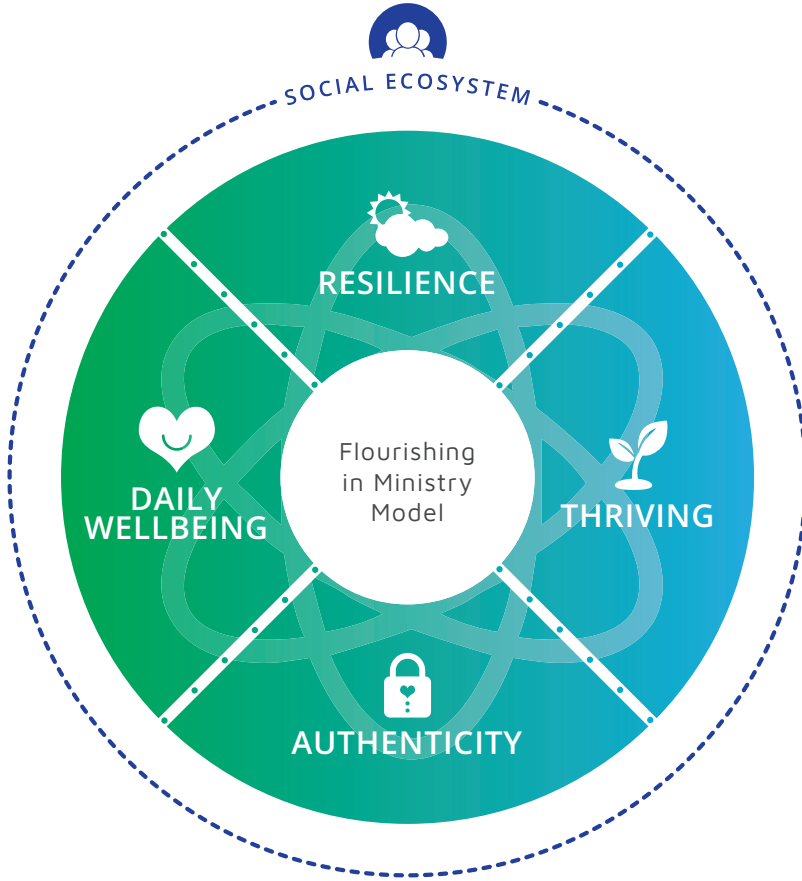 SOCIAL ECOSYSTEM
RESILIENCE
Flourishing
in Ministry
Model
DAILY
WELLBEING
THRIVING
AUTHENTICITY